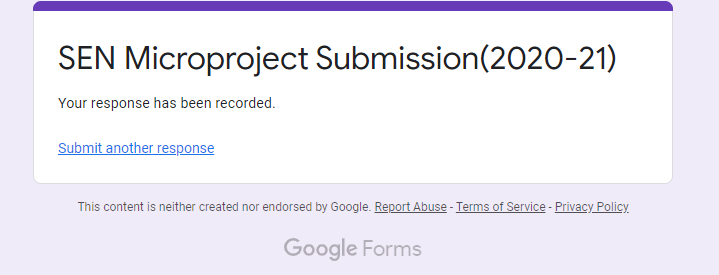 SEN Microproject Submission(2020-21)
Your response has been recorded.
Submit another response
This content is neither created nor endorsed by Google. Report Abuse - Terms of Service - Privacy Policy
Google Forms